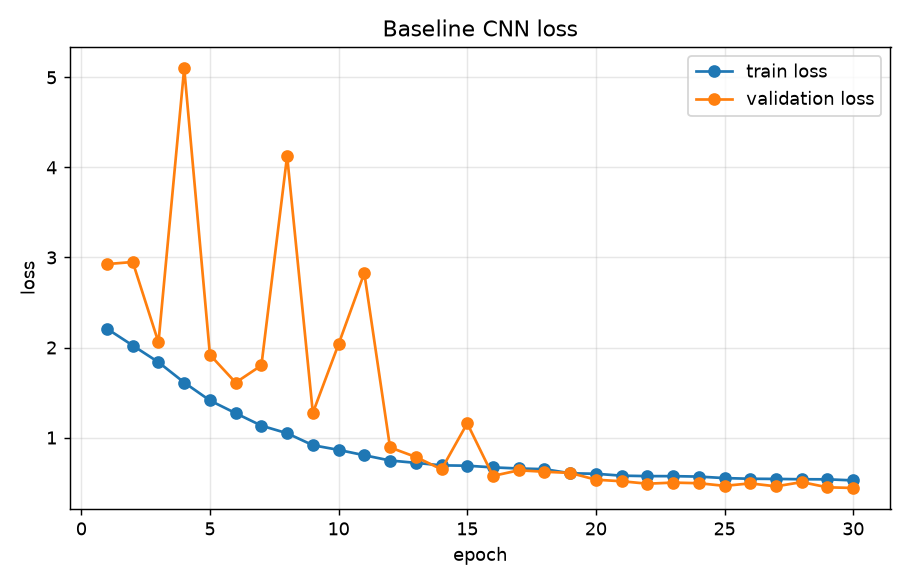 Baseline CNN loss
train loss
validation loss
5
4
3
2
1
loss
0 5 10 15 20 25 30
epoch